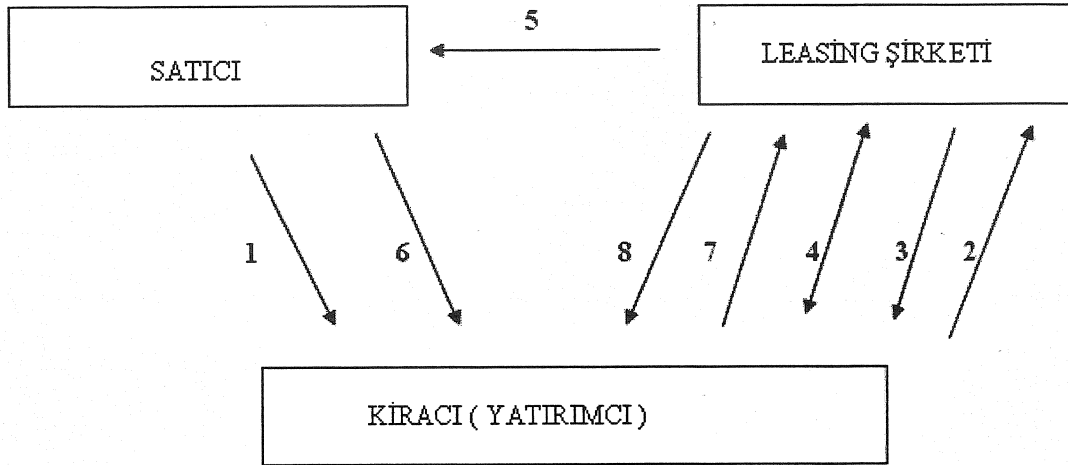 5
SATICI
LEASİNG ŞİRKETİ
1 6 8 7 4 3 2
KİRACI ( YATIRIMCI )